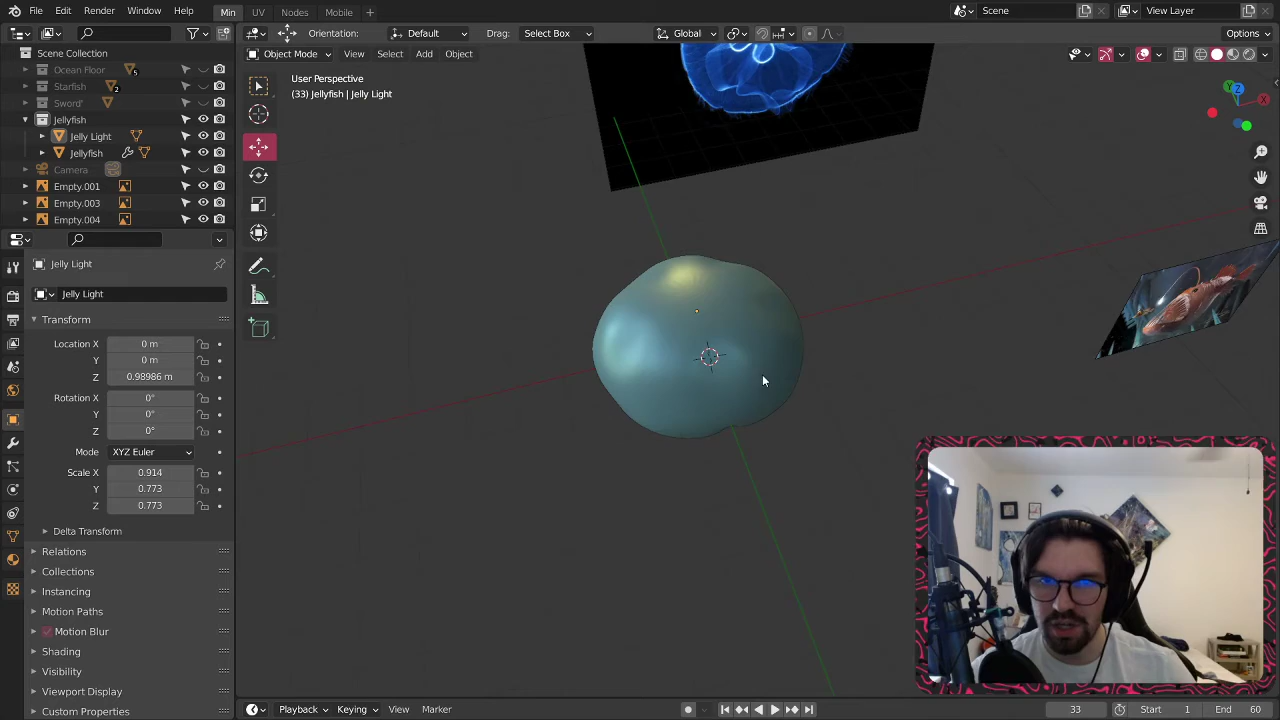 File Edit Render Window Help Min UV Nodes Mobile + Scene View Layer
Orientation: Default Drag: Select Box Global Options
Object Mode View Select Add Object
Scene Collection
Ocean Floor 5
Starfish 2
Sword'
Jellyfish
Jelly Light
Jellyfish
Camera
Empty.001
Empty.003
Empty.004
User Perspective
(33) Jellyfish | Jelly Light
Y Z X
Jelly Light
Jelly Light
Transform
Location X 0 m
Y 0 m
Z 0.98986 m
Rotation X 0°
Y 0°
Z 0°
Mode XYZ Euler
Scale X 0.914
Y 0.773
Z 0.773
Delta Transform
Relations
Collections
Instancing
Motion Paths
Motion Blur
Shading
Visibility
Viewport Display
Custom Properties
Playback Keying View Marker 33 Start 1 End 60